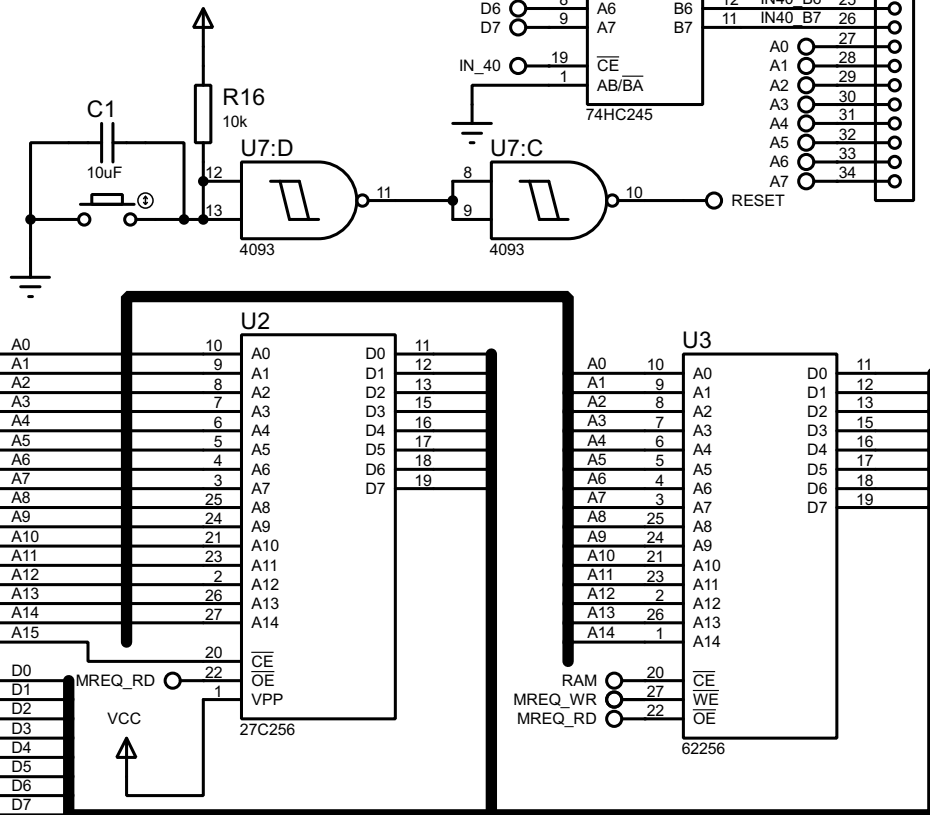 D6 8 A6 B6 12 IN40_B6 25
D7 9 A7 B7 11 IN40_B7 26
A0 27
IN_40 19 CE A1 28
1 AB/BA A2 29
A3 30
74HC245
A4 31
A5 32
A6 33
A7 34
R16
10k
C1
10uF
U7:D
12
13
11
4093
U7:C
8
9
10
RESET
4093
U2
A0 10 A0 D0 11
A1 9 A1 D1 12
A2 8 A2 D2 13
A3 7 A3 D3 15
A4 6 A4 D4 16
A5 5 A5 D5 17
A6 4 A6 D6 18
A7 3 A7 D7 19
A8 25 A8
A9 24 A9
A10 21 A10
A11 23 A11
A12 2 A12
A13 26 A13
A14 27 A14
A15
20 CE
MREQ_RD 22 OE
1 VPP
27C256
VCC
D0
D1
D2
D3
D4
D5
D6
D7
U3
A0 10 A0 D0 11
A1 9 A1 D1 12
A2 8 A2 D2 13
A3 7 A3 D3 15
A4 6 A4 D4 16
A5 5 A5 D5 17
A6 4 A6 D6 18
A7 3 A7 D7 19
A8 25 A8
A9 24 A9
A10 21 A10
A11 23 A11
A12 2 A12
A13 26 A13
A14 1 A14
RAM 20 CE
MREQ_WR 27 WE
MREQ_RD 22 OE
62256